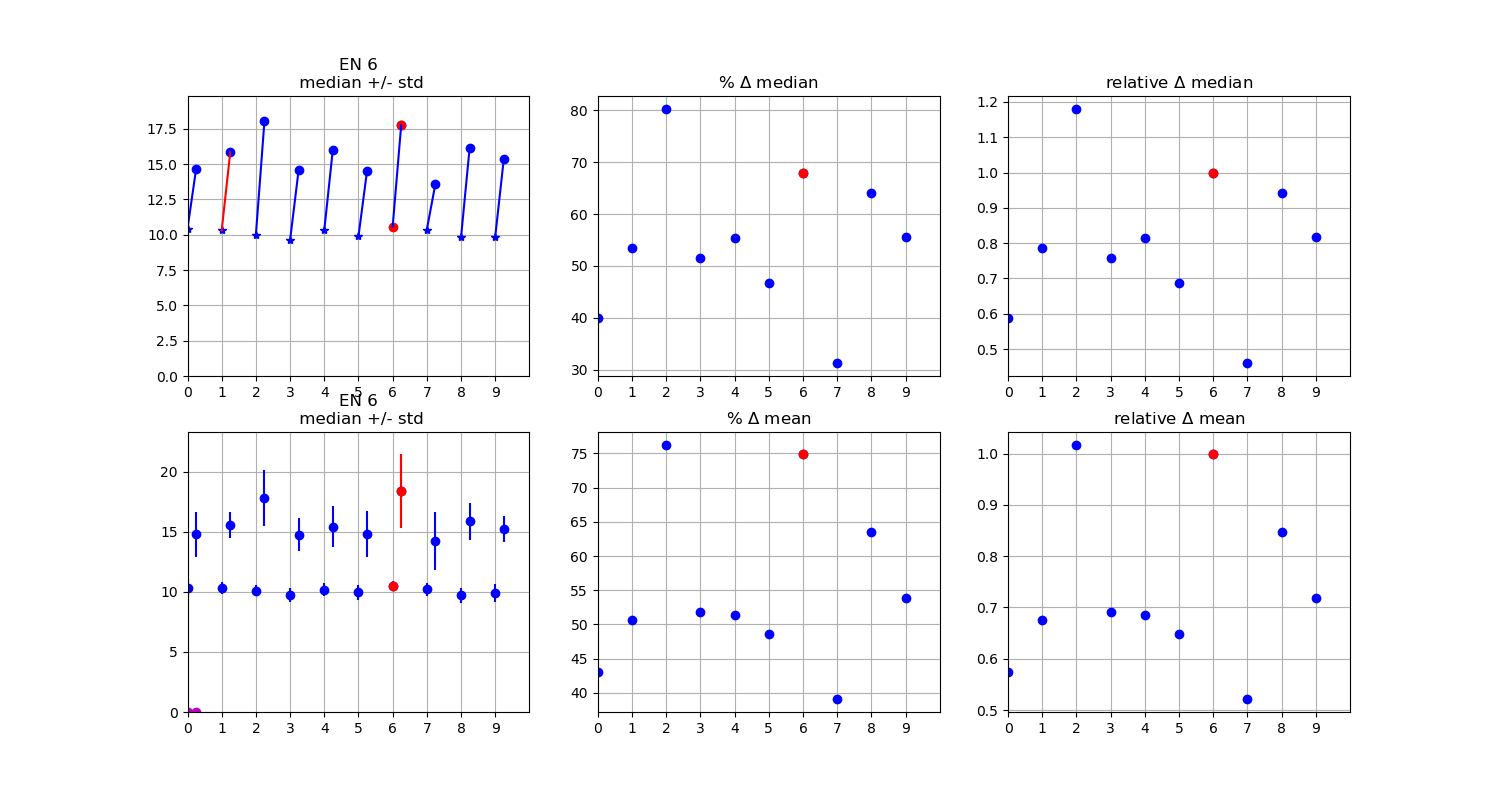 EN 6
median +/- std
% Δ median
relative Δ median
17.5
15.0
12.5
10.0
7.5
5.0
2.5
0.0
0 1 2 3 4 5 6 7 8 9
80
70
60
50
40
30
0 1 2 3 4 5 6 7 8 9
1.2
1.1
1.0
0.9
0.8
0.7
0.6
0.5
0 1 2 3 4 5 6 7 8 9
EN 6
median +/- std
% Δ mean
relative Δ mean
20
15
10
5
0
0 1 2 3 4 5 6 7 8 9
75
70
65
60
55
50
45
40
0 1 2 3 4 5 6 7 8 9
1.0
0.9
0.8
0.7
0.6
0.5
0 1 2 3 4 5 6 7 8 9